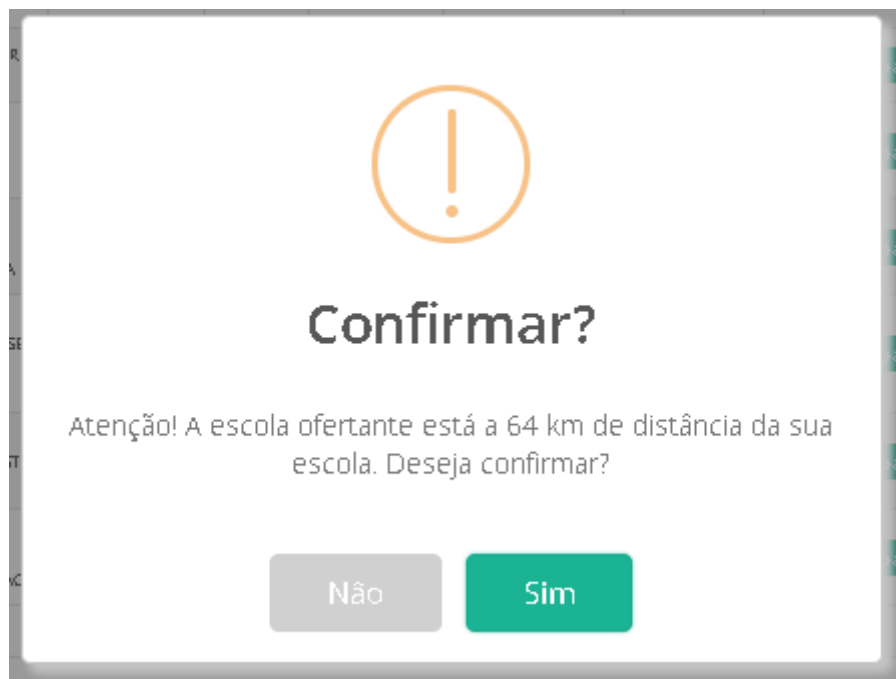 Confirmar?
Atenção! A escola ofertante está a 64 km de distância da sua
escola. Deseja confirmar?
Não Sim